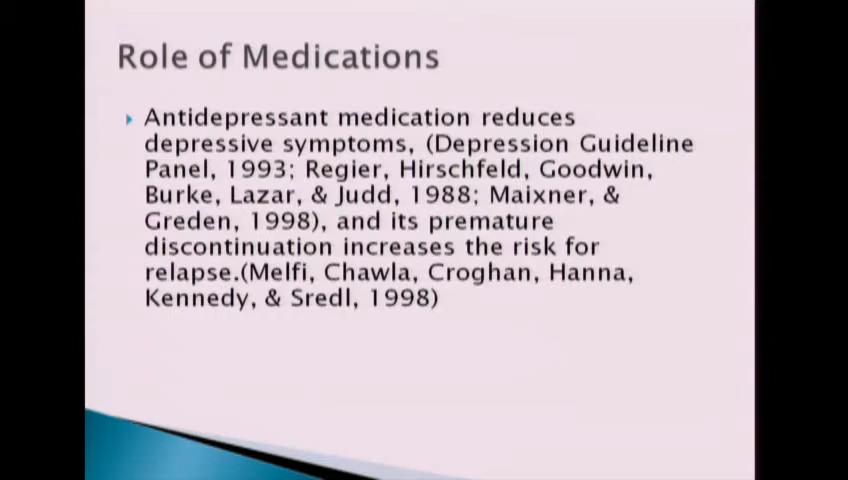 Role of Medications
Antidepressant medication reduces
depressive symptoms, (Depression Guideline
Panel, 1993; Regier, Hirschfeld, Goodwin,
Burke, Lazar, & Judd, 1988; Maixner, &
Greden, 1998), and its premature
discontinuation increases the risk for
relapse.(Melfi, Chawla, Croghan, Hanna,
Kennedy, & Sredl, 1998)